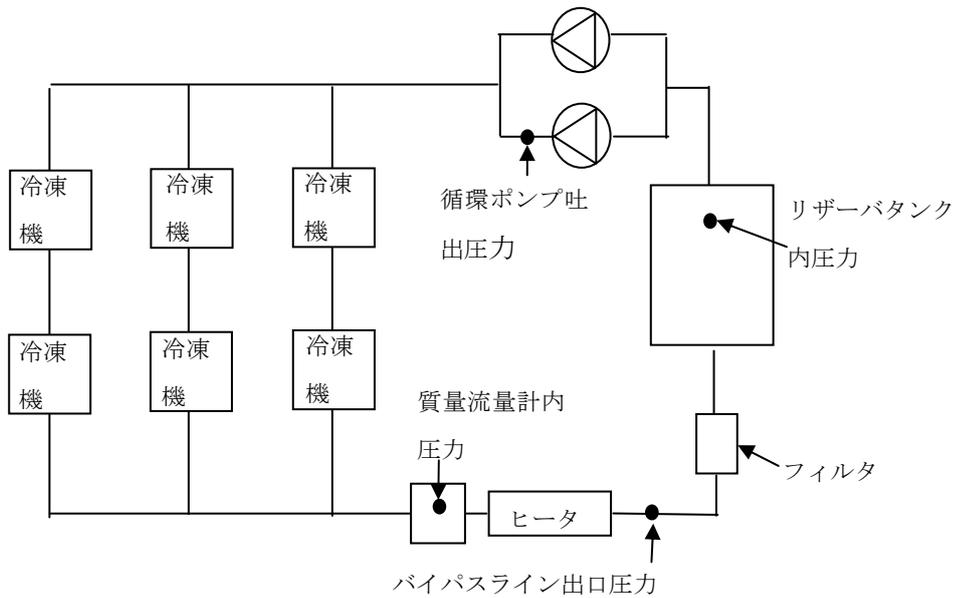 冷凍
機
冷凍
機
冷凍
機
循環ポンプ吐
出圧力
リザーバタンク
内圧力
冷凍
機
冷凍
機
冷凍
機
質量流量計内
圧力
フィルタ
ヒータ
バイパスライン出口圧力